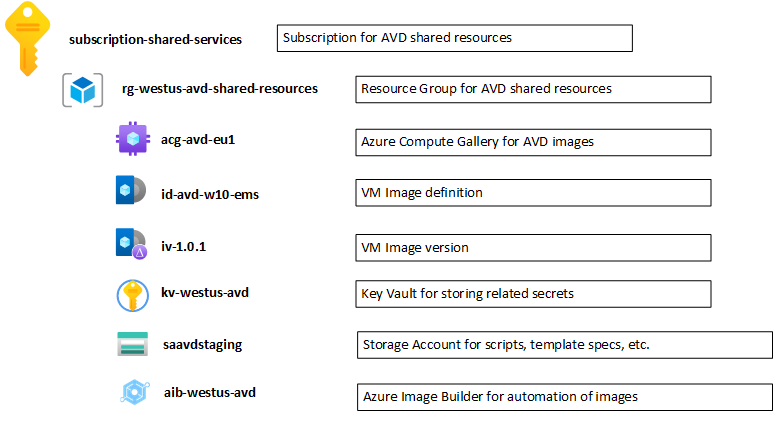 subscription-shared-services Subscription for AVD shared resources
rg-westus-avd-shared-resources Resource Group for AVD shared resources
acg-avd-eu1 Azure Compute Gallery for AVD images
id-avd-w10-ems VM Image definition
iv-1.0.1 VM Image version
kv-westus-avd Key Vault for storing related secrets
saavdstaging Storage Account for scripts, template specs, etc.
aib-westus-avd Azure Image Builder for automation of images